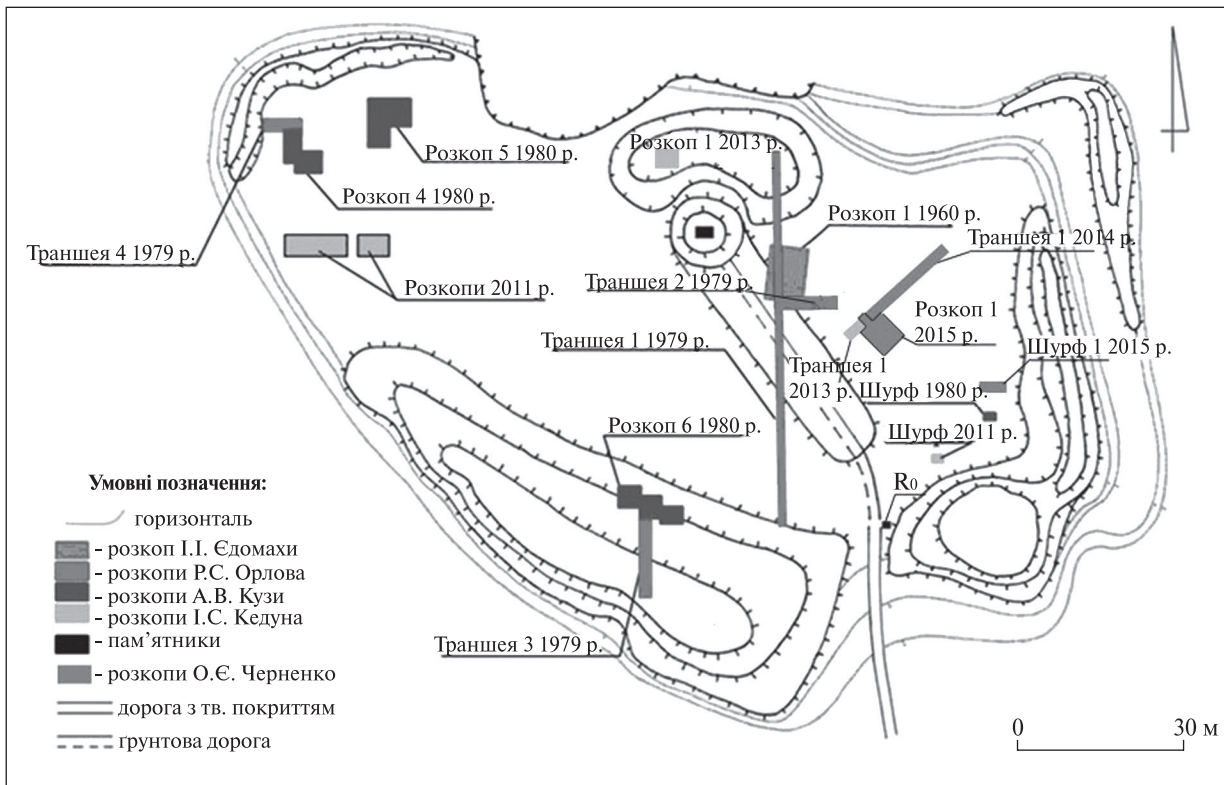 Розкоп 1 2013 р.
Розкоп 5 1980 р.
Розкоп 4 1980 р.
Розкоп 1 1960 р.
Траншея 1 2014 р.
Траншея 4 1979 р.
Розкопи 2011 р.
Траншея 2 1979 р.
Розкоп 1
2015 р.
Траншея 1 1979 р.
Шурф 1 2015 р.
Траншея 1
2013 р.
Шурф 1980 р.
Розкоп 6 1980 р.
Шурф 2011 р.
R0
Умовні позначення:
горизонталь
- розкоп І.І. Єдомахи
- розкопи Р.С. Орлова
- розкопи А.В. Кузи
розкопи І.С. Кедуна
- пам’ятники
- розкопи О.Є. Черненко
дорога з тв. покриттям
ґрунтова дорога
Траншея 3 1979 р.
0 30 м